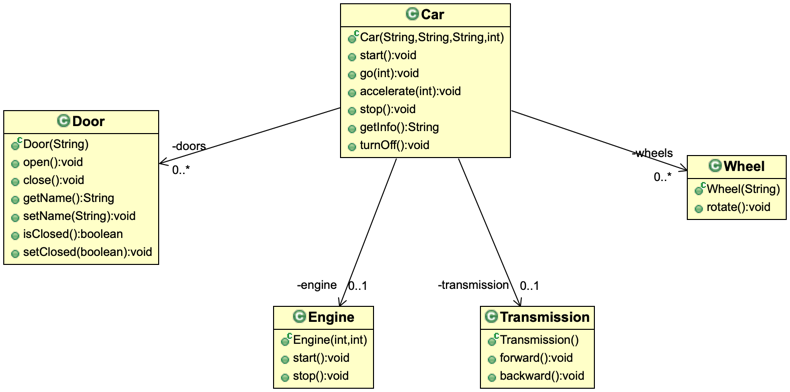 Car
Car(String,String,String,int)
start():void
go(int):void
accelerate(int):void
stop():void
getInfo():String
turnOff():void
Door
Door(String)
open():void
close():void
getName():String
setName(String):void
isClosed():boolean
setClosed(boolean):void
-doors
0..*
-wheels
0..*
Wheel
Wheel(String)
rotate():void
-engine
0..1
-transmission
0..1
Engine
Engine(int,int)
start():void
stop():void
Transmission
Transmission()
forward():void
backward():void